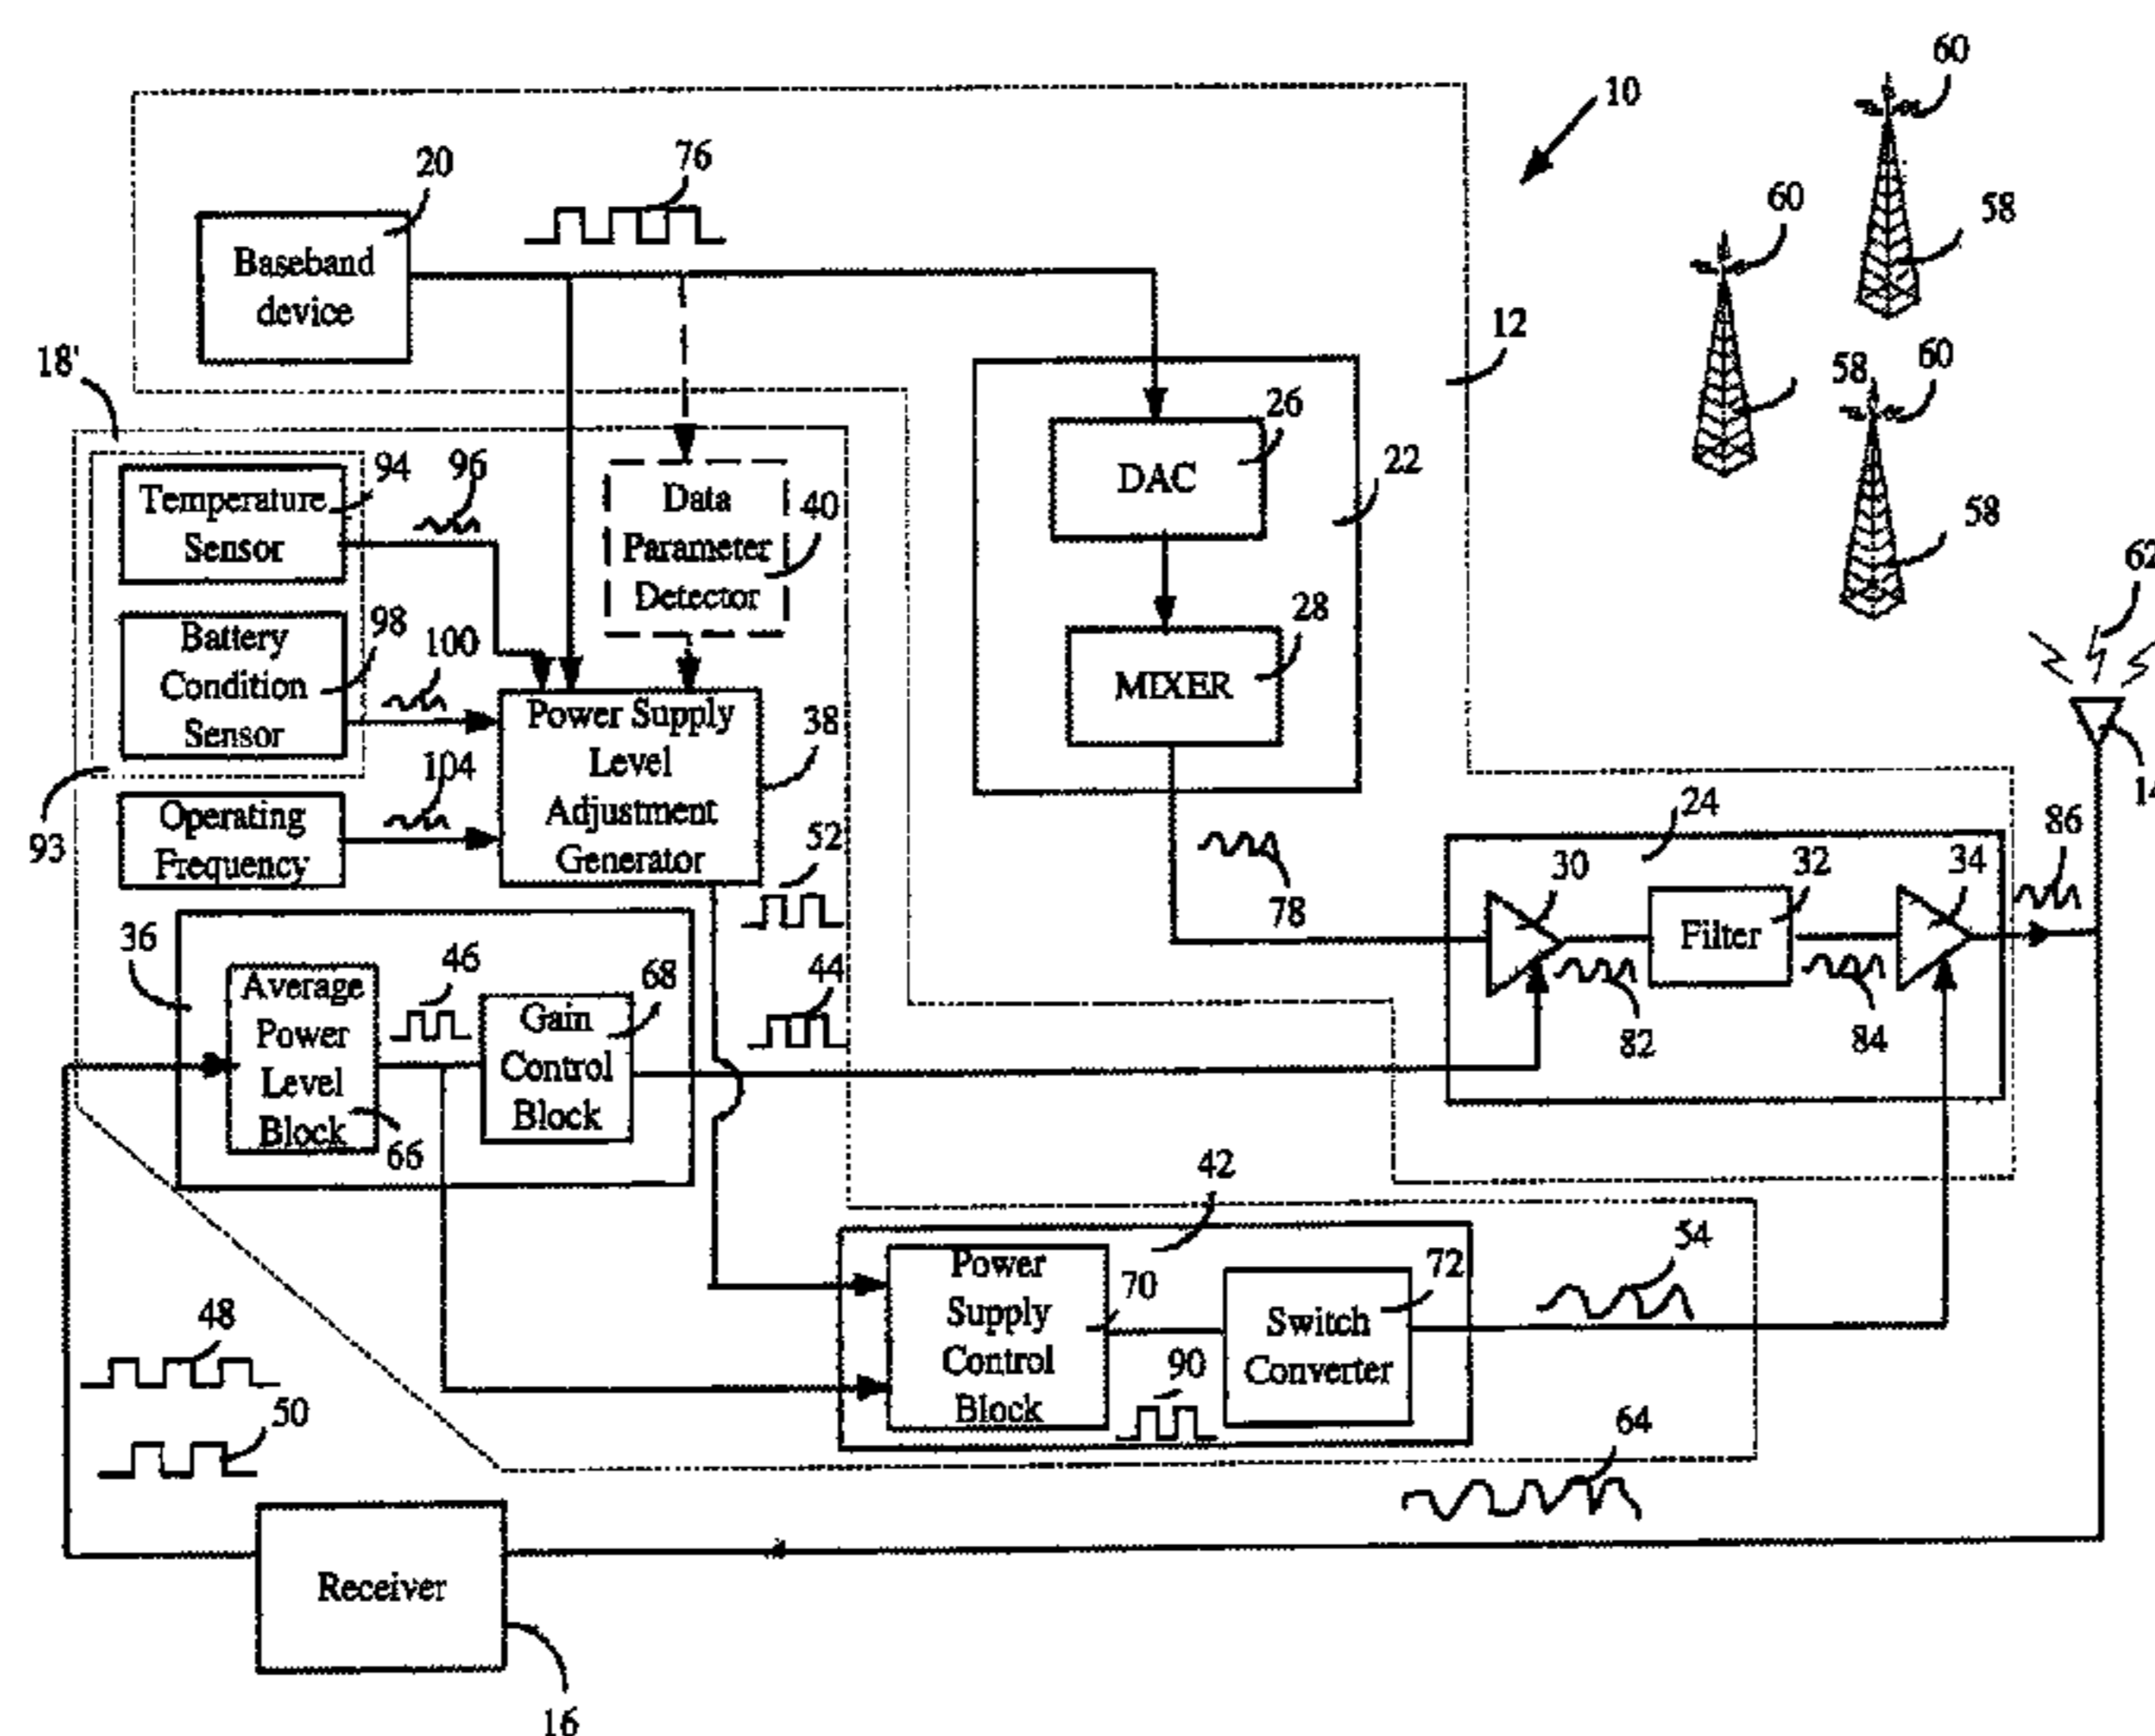 60
10
76
20
60
58
Baseband
device
12
18'
58
60
26
22
94
96
Temperature
Sensor
Data
Parameter
Detector
40
DAC
58
62
98
100
Battery
Condition
Sensor
28
MIXER
Power Supply
Level
Adjustment
Generator
38
104
14
93
Operating
Frequency
24
86
52
30
32
34
78
Filter
36
46
68
44
Average
Power
Level
Block
Gain
Control
Block
82
84
66
42
54
Power
Supply
Control
Block
70
72
Switch
Converter
48
90
50
64
Receiver
16